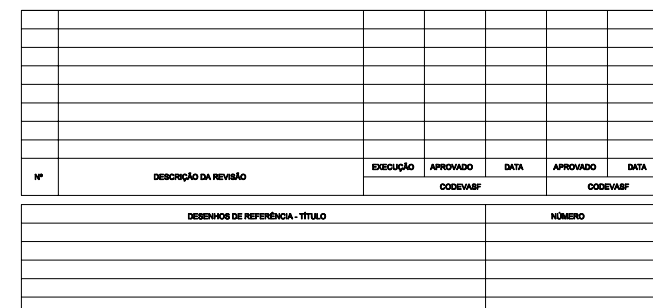 EXECUÇÃO APROVADO DATA APROVADO DATA
Nº DESCRIÇÃO DA REVISÃO
CODEVASF CODEVASF
DESENHOS DE REFERÊNCIA - TÍTULO NÚMERO